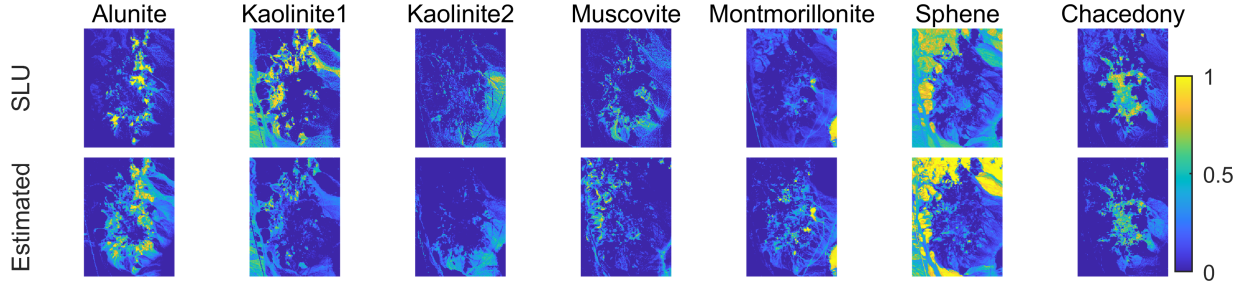 Alunite Kaolinite1 Kaolinite2 Muscovite Montmorillonite Sphene Chacedony
SLU
Estimated
1
0.5
0